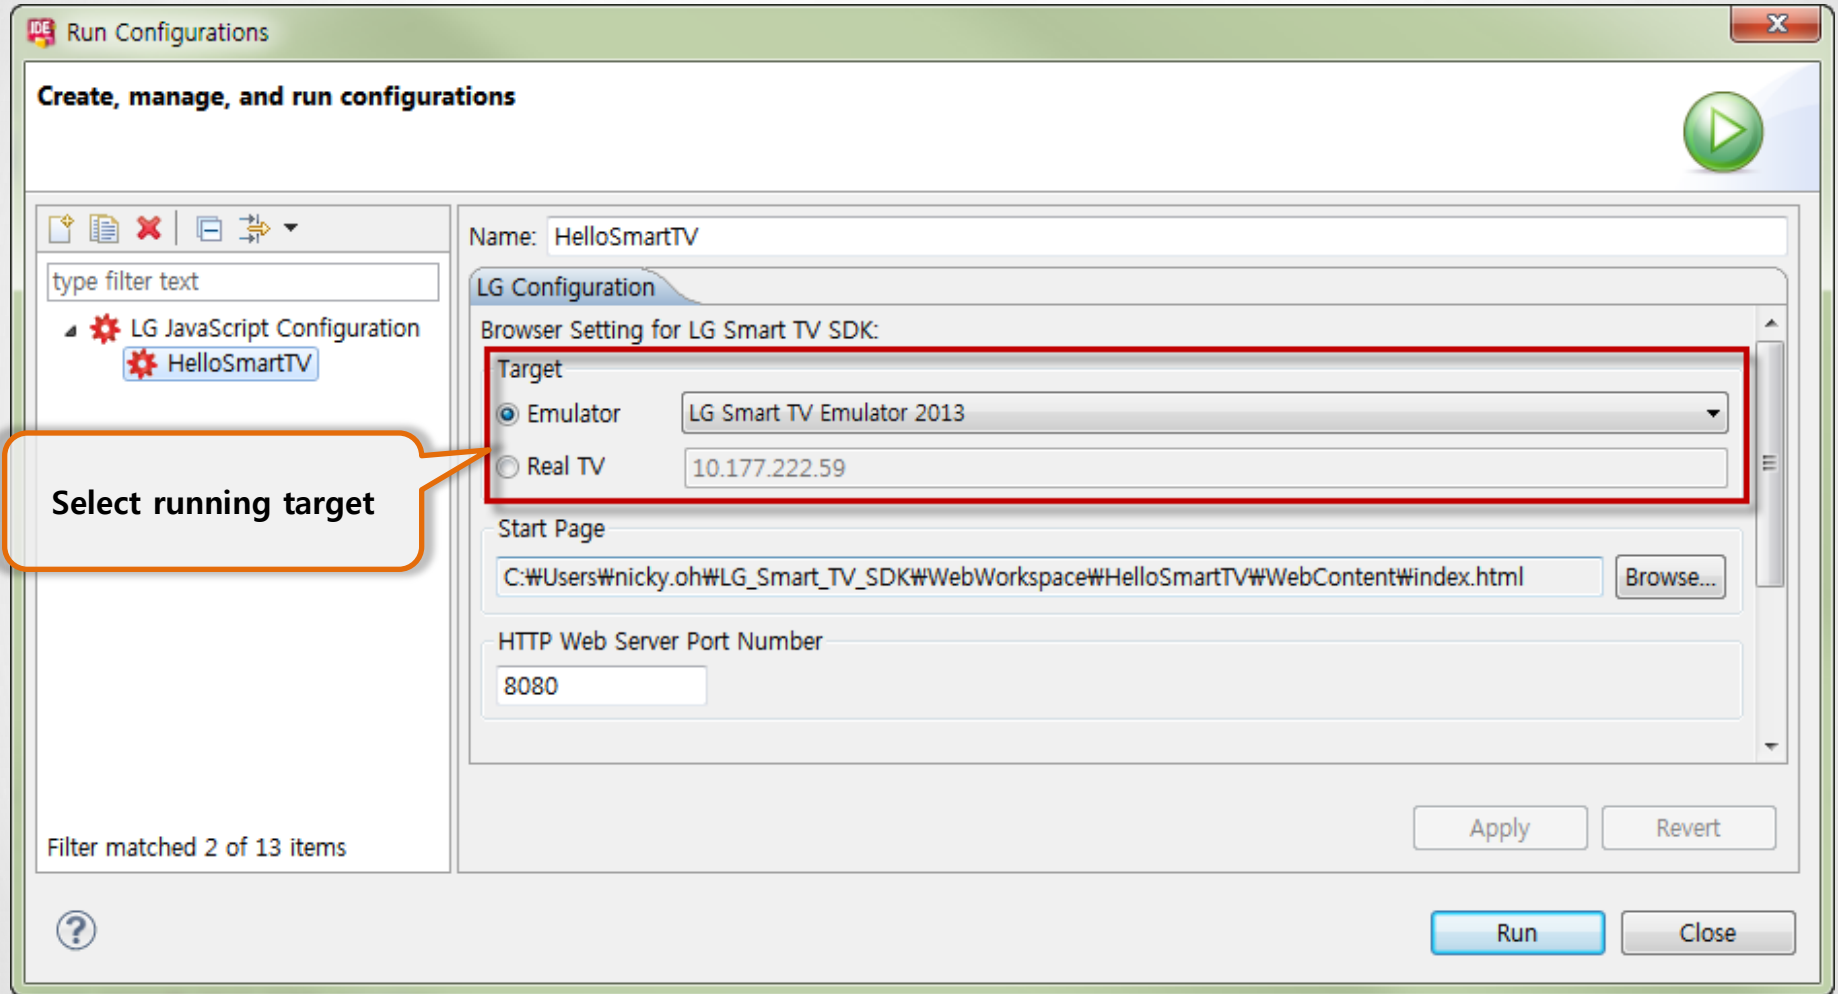 IDE
Run Configurations
Create, manage, and run configurations
type filter text
LG JavaScript Configuration
HelloSmartTV
Filter matched 2 of 13 items
Select running target
Name: HelloSmartTV
LG Configuration
Browser Setting for LG Smart TV SDK:
Target
Emulator LG Smart TV Emulator 2013
Real TV 10.177.222.59
Start Page
C:₩Users₩nicky.oh₩LG_Smart_TV_SDK₩WebWorkspace₩HelloSmartTV₩WebContent₩index.html Browse...
HTTP Web Server Port Number
8080
Apply Revert
? Run Close